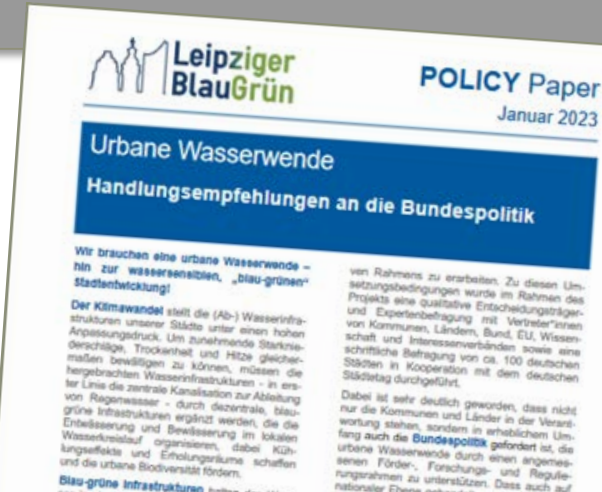 Leipziger
BlauGrün
POLICY Paper
Januar 2023
Urbane Wasserwende
Handlungsempfehlungen an die Bundespolitik
Wir brauchen eine urbane Wasserwende –
hin zur wassersensiblen, „blau-grünen"
Stadtentwicklung!
Der Klimawandel stellt die (Ab-) Wasserinfra-
strukturen unserer Städte unter einen hohen
Anpassungsdruck. Um zunehmende Starknie-
derschläge, Trockenheit und Hitze gleicher-
maßen bewältigen zu können, müssen die
hergebrachten Wasserinfrastrukturen - in ers-
ter Linie die zentrale Kanalisation zur Ableitung
von Regenwasser - durch dezentrale, blau-
grüne Infrastrukturen ergänzt werden, die die
Entwässerung und Bewässerung im lokalen
Wasserkreislauf organisieren, dabei Küh-
lungseffekte und Erholungsräume schaffen
und die urbane Biodiversität fördern.
Blau-grüne Infrastrukturen
ven Rahmens zu erarbeiten. Zu diesen Um-
setzungsbedingungen wurde im Rahmen des
Projekts eine qualitative Entscheidungsträger-
und Expertenbefragung mit Vertreter*innen
von Kommunen, Ländern, Bund, EU, Wissen-
schaft und Interessenverbänden sowie eine
schriftliche Befragung von ca. 100 deutschen
Städten in Kooperation mit dem deutschen
Städtetag durchgeführt.
Dabei ist sehr deutlich geworden, dass nicht
nur die Kommunen und Länder in der Verant-
wortung stehen, sondern in erheblichem Um-
fang auch die Bundespolitik gefordert ist, die
urbane Wasserwende durch einen angemes-
senen Förder-, Forschungs- und Regulie-
rungsrahmen zu unterstützen. Dass auch auf
nationaler Ebene